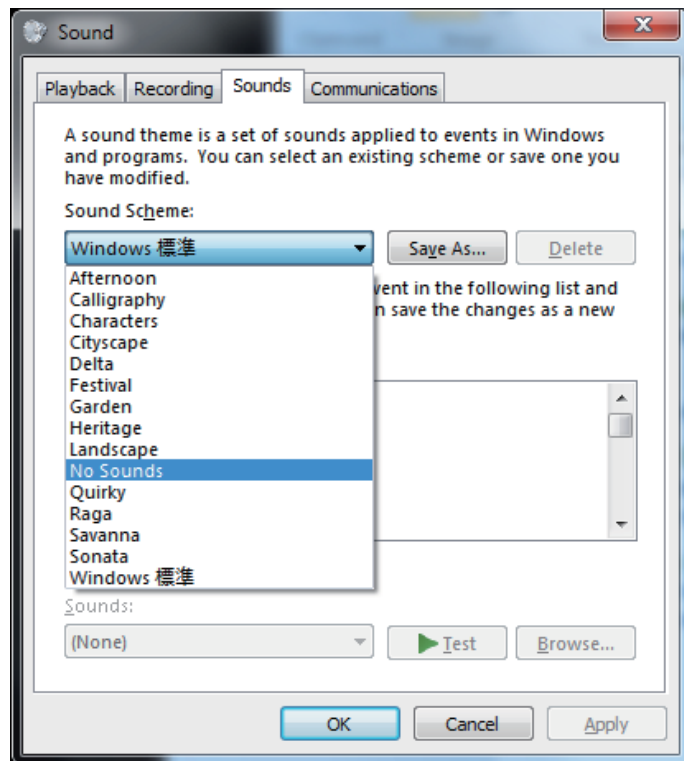 Sound
Playback Recording Sounds Communications
A sound theme is a set of sounds applied to events in Windows
and programs. You can select an existing scheme or save one you
have modified.
Sound Scheme:
Windows 標準 Save As... Delete
Afternoon
vent in the following list and
Calligraphy
n save the changes as a new
Characters
Cityscape
Delta
Festival
Garden
Heritage
Landscape
No Sounds
Quirky
Raga
Savanna
Sonata
Windows 標準
Sounds:
(None) Test Browse...
OK Cancel Apply